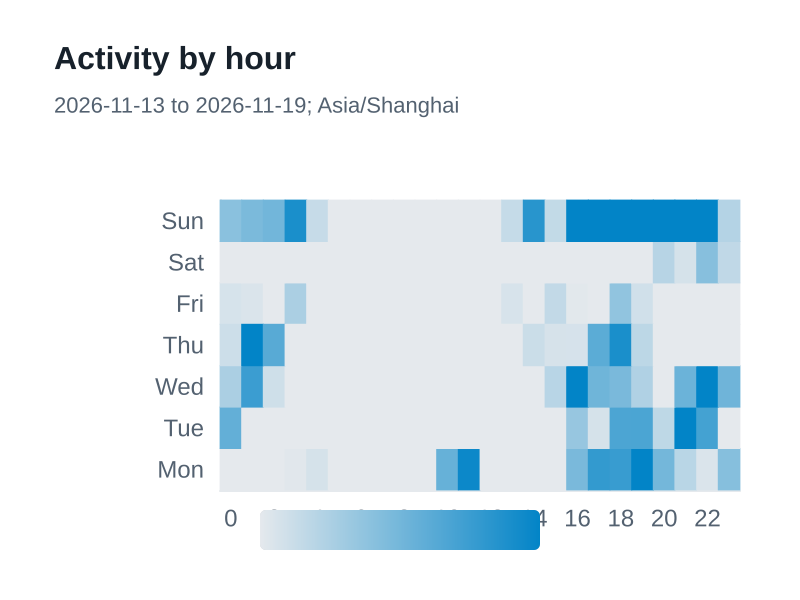 Activity by hour
2026-11-13 to 2026-11-19; Asia/Shanghai
Sun
Sat
Fri
Thu
Wed
Tue
Mon
0 16 18 20 22